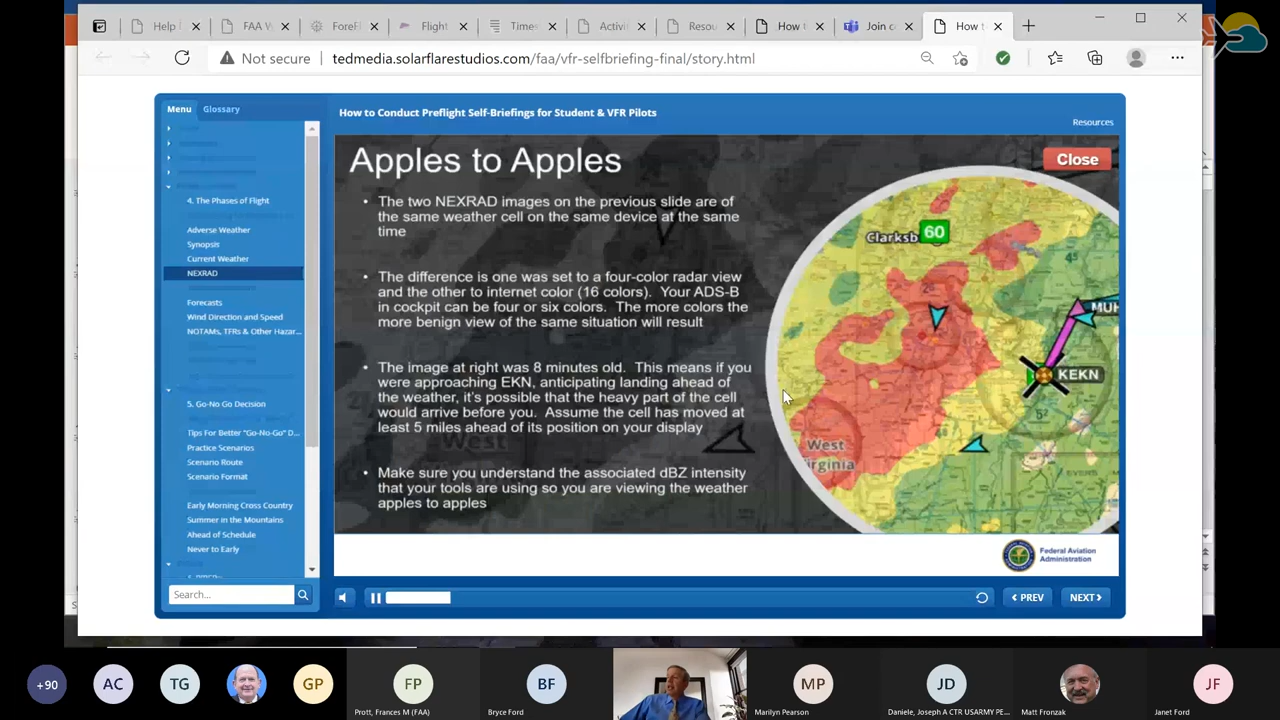 Help I
FAA W
ForeFl
Flight
Times
Activi
Resou
How t
Join c
How t
Not secure
tedmedia.solarflarestudios.com/faa/vfr-selfbriefing-final/story.html
Menu
Glossary
How to Conduct Preflight Self-Briefings for Student & VFR Pilots
Resources
4. The Phases of Flight
Adverse Weather
Synopsis
Current Weather
NEXRAD
Forecasts
Wind Direction and Speed
NOTAMs, TFRs & Other Hazar...
5. Go-No Go Decision
Tips For Better "Go-No-Go" D...
Practice Scenarios
Scenario Route
Scenario Format
Early Morning Cross Country
Summer in the Mountains
Ahead of Schedule
Never to Early
Search...
Apples to Apples
Close
• The two NEXRAD images on the previous slide are of
the same weather cell on the same device at the same
time
• The difference is one was set to a four-color radar view
and the other to internet color (16 colors). Your ADS-B
in cockpit can be four or six colors. The more colors the
more benign view of the same situation will result
• The image at right was 8 minutes old. This means if you
were approaching EKN, anticipating landing ahead of
the weather, it's possible that the heavy part of the cell
would arrive before you. Assume the cell has moved at
least 5 miles ahead of its position on your display
• Make sure you understand the associated dBZ intensity
that your tools are using so you are viewing the weather
apples to apples
Clarksb
60
MUH
KEKN
West
Virginia
West
Federal Aviation
Administration
PREV
NEXT
+90
AC
TG
GP
FP
Prott, Frances M (FAA)
BF
Bryce Ford
MP
Marilyn Pearson
JD
Daniele, Joseph A CTR USARMY PE...
Matt Fronzak
JF
Janet Ford